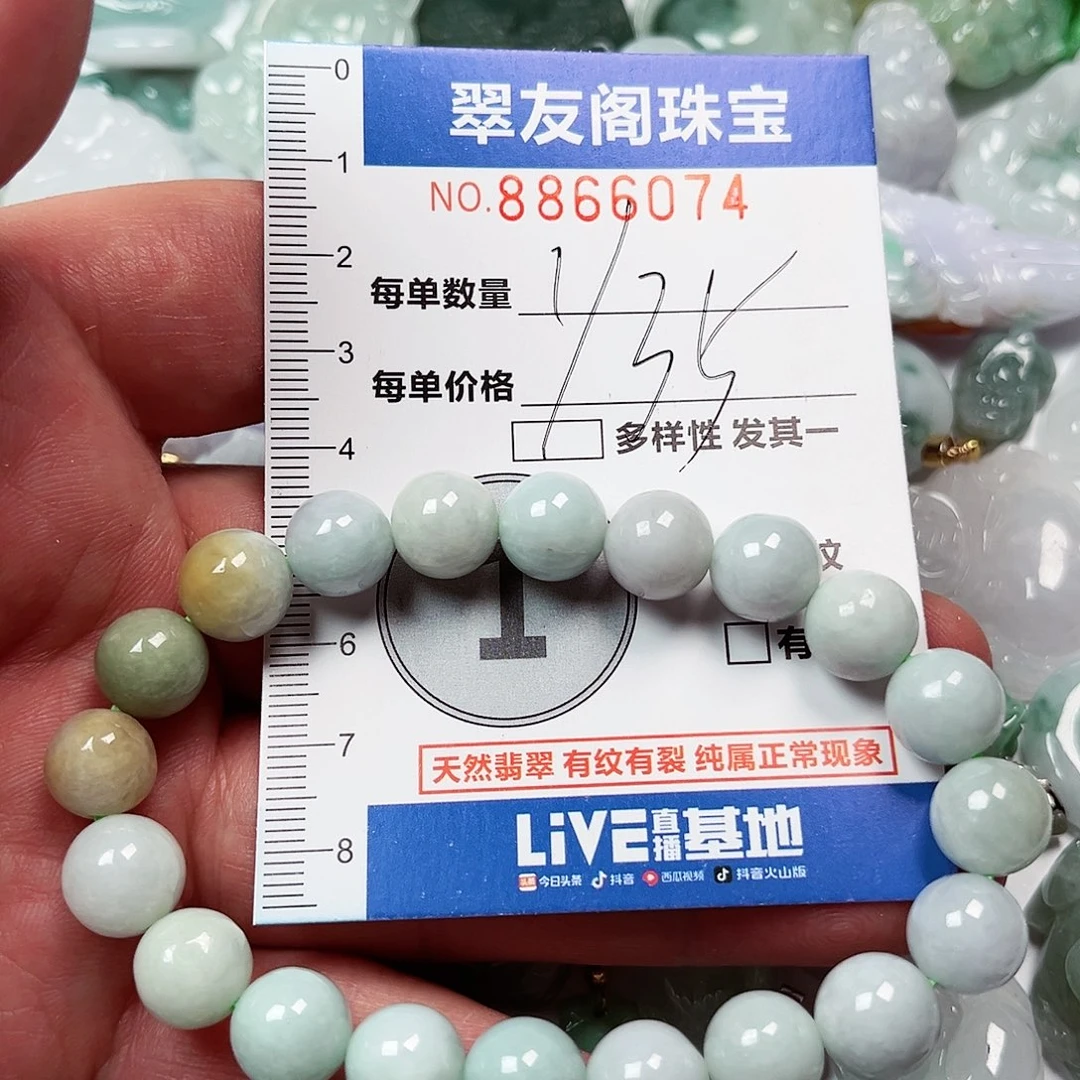 0
翠友阁珠宝
1
NO.8866074
2
每单数量
3
每单价格
1/35
4
多样性 发其一
纹
1
有
6
7
天然翡翠 有纹有裂 纯属正常现象
8
LiVE直播基地
头条 今日头条 抖音 西瓜视频 抖音火山版